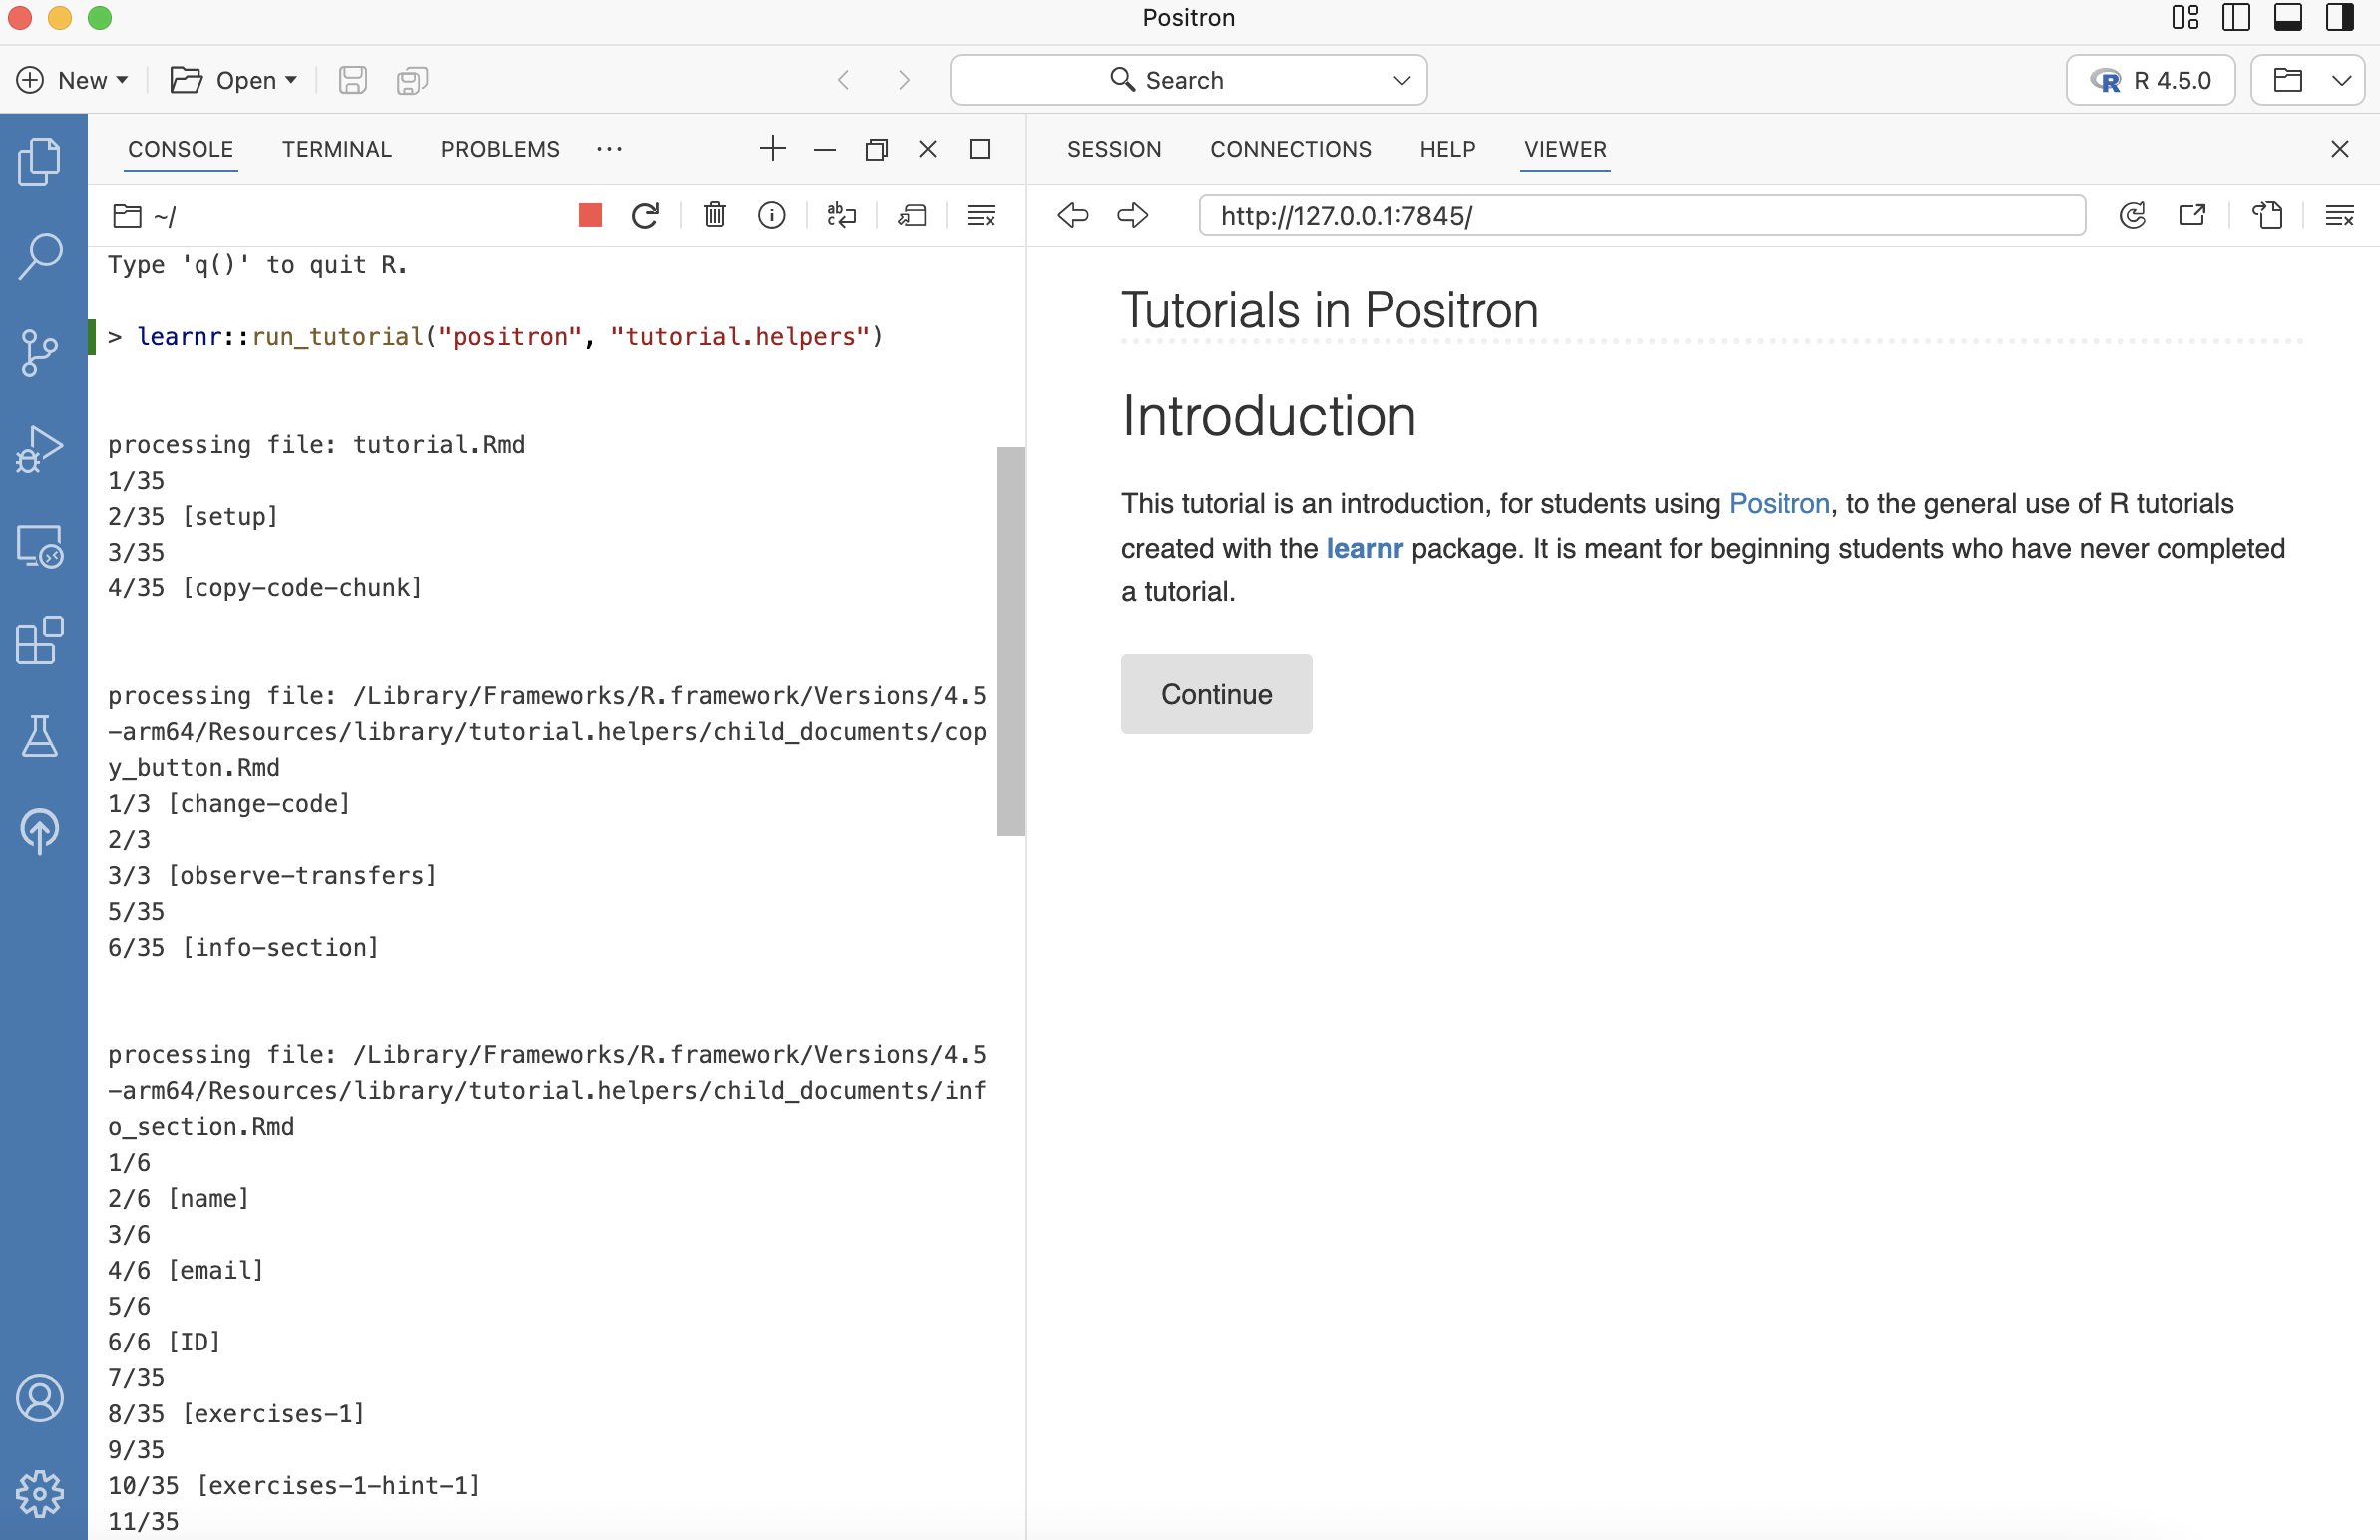 Positron
New
Open
Search
R 4.5.0
CONSOLE
TERMINAL
PROBLEMS
SESSION
CONNECTIONS
HELP
VIEWER
~/
http://127.0.0.1:7845/
Type 'q()' to quit R.
> learnr::run_tutorial("positron", "tutorial.helpers")
processing file: tutorial.Rmd
1/35
2/35 [setup]
3/35
4/35 [copy-code-chunk]
processing file: /Library/Frameworks/R.framework/Versions/4.5
-arm64/Resources/library/tutorial.helpers/child_documents/cop
y_button.Rmd
1/3 [change-code]
2/3
3/3 [observe-transfers]
5/35
6/35 [info-section]
processing file: /Library/Frameworks/R.framework/Versions/4.5
-arm64/Resources/library/tutorial.helpers/child_documents/inf
o_section.Rmd
1/6
2/6 [name]
3/6
4/6 [email]
5/6
6/6 [ID]
7/35
8/35 [exercises-1]
9/35
10/35 [exercises-1-hint-1]
11/35
Tutorials in Positron
Introduction
This tutorial is an introduction, for students using Positron, to the general use of R tutorials
created with the learnr package. It is meant for beginning students who have never completed
a tutorial.
Continue